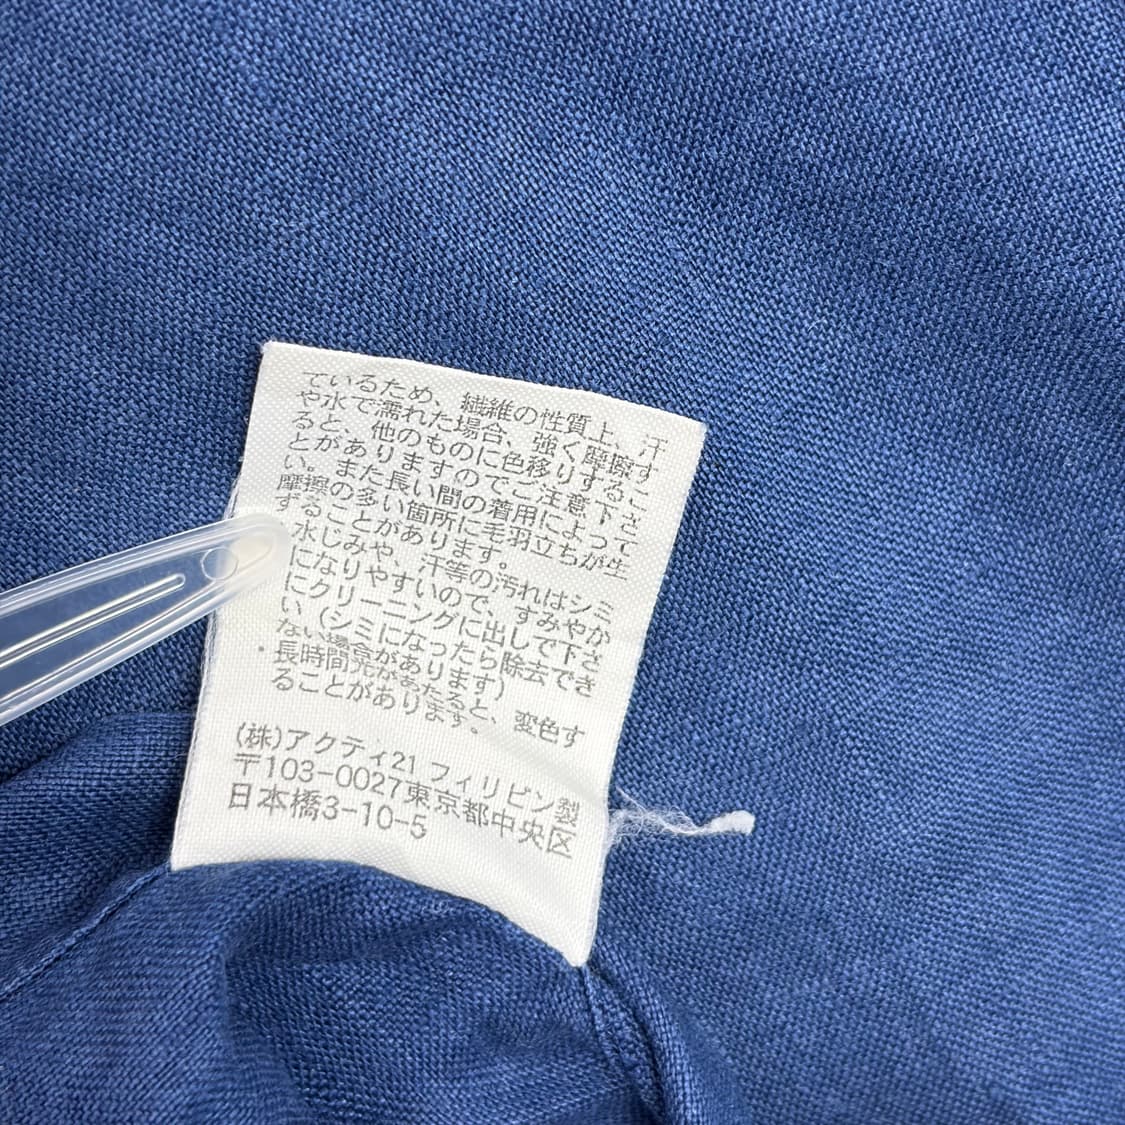 ているため、繊維の性質上、汗
や水で濡れた場合、強く摩擦す
ると、他のものに色移りするこ
とがありますのでご注意下さ
い。また長い間の着用によって
摩擦の多い箇所に毛羽立ちが生
ずることがあります。
水じみや、汗等の汚れはシミ
になりやすいので、すみやか
にクリーニングに出して下さ
い（シミになったら除去でき
ない場合があります）
・長時間光があたると、変色す
ることがあります。
(株)アクティ21 フィリピン製
〒103-0027東京都中央区
日本橋3-10-5